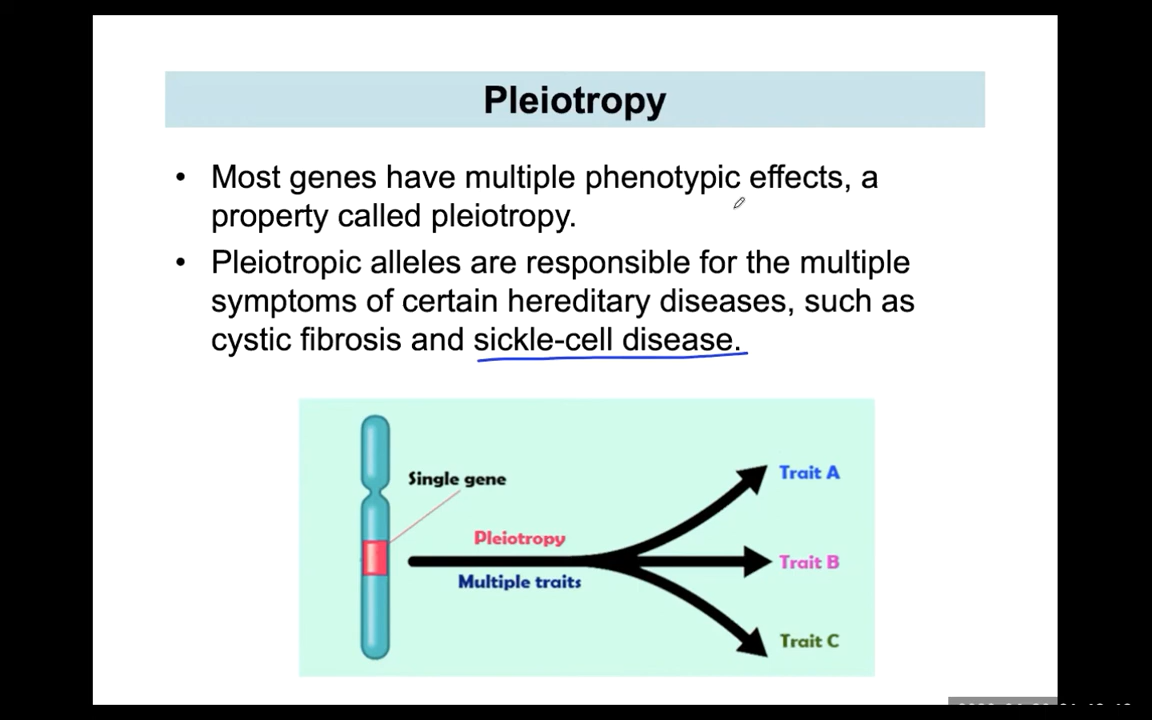 Pleiotropy
• Most genes have multiple phenotypic effects, a
property called pleiotropy.
• Pleiotropic alleles are responsible for the multiple
symptoms of certain hereditary diseases, such as
cystic fibrosis and sickle-cell disease.
Single gene
Pleiotropy
Multiple traits
Trait A
Trait B
Trait C